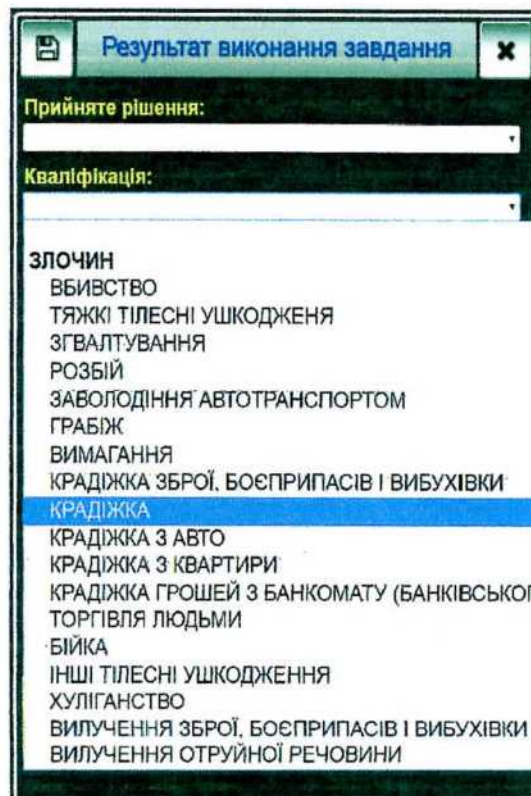 Результат виконання завдання
Прийняте рішення:
Кваліфікація:
ЗЛОЧИН
ВБИВСТВО
ТЯЖКІ ТІЛЕСНІ УШКОДЖЕНЯ
ЗГВАЛТУВАННЯ
РОЗБІЙ
ЗАВОЛОДІННЯ АВТОТРАНСПОРТОМ
ГРАБІЖ
ВИМАГАННЯ
КРАДІЖКА ЗБРОЇ, БОЄПРИПАСІВ І ВИБУХІВКИ
КРАДІЖКА
КРАДІЖКА З АВТО
КРАДІЖКА З КВАРТИРИ
КРАДІЖКА ГРОШЕЙ З БАНКОМАТУ (БАНКІВСЬКОГ
ТОРГІВЛЯ ЛЮДЬМИ
БІЙКА
ІНШІ ТІЛЕСНІ УШКОДЖЕННЯ
ХУЛІГАНСТВО
ВИЛУЧЕННЯ ЗБРОЇ, БОЄПРИПАСІВ І ВИБУХІВКИ
ВИЛУЧЕННЯ ОТРУЙНОЇ РЕЧОВИНИ